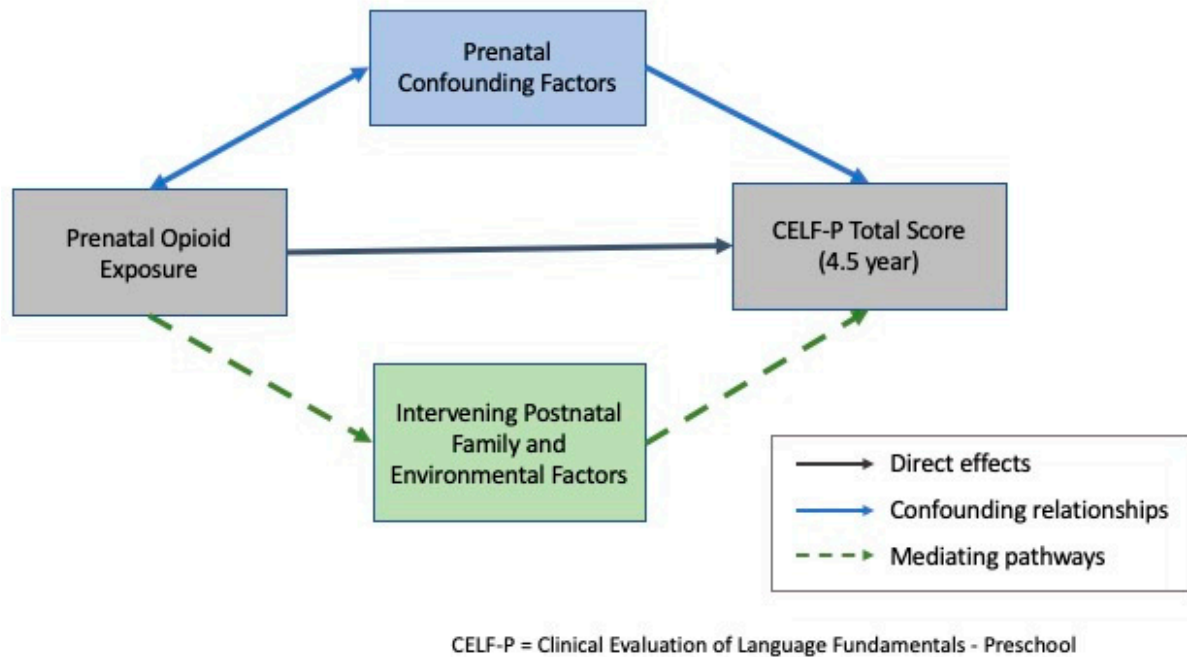 Prenatal
Confounding Factors
Prenatal Opioid
Exposure
CELF-P Total Score
(4.5 year)
Intervening Postnatal
Family and
Environmental Factors
Direct effects
Confounding relationships
Mediating pathways
CELF-P = Clinical Evaluation of Language Fundamentals - Preschool